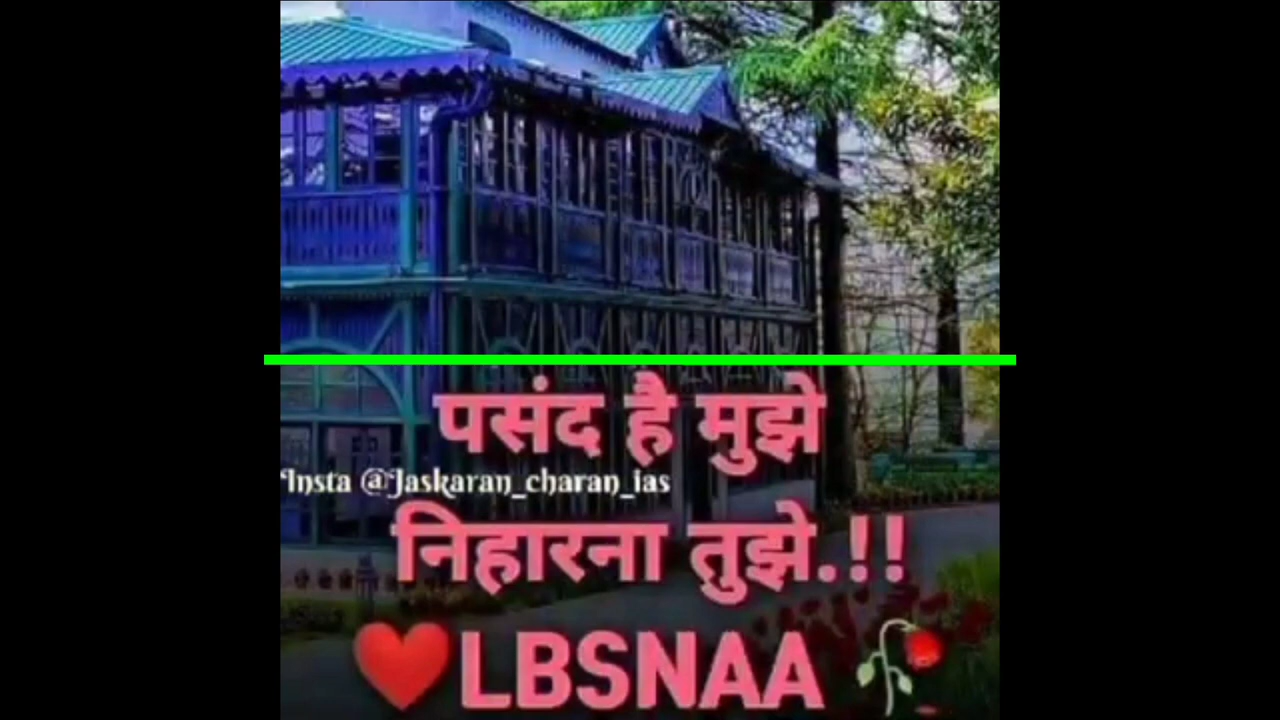 पसंद है मुझे
Insta @Jaskaran_charan_ias
निहारना तुझे.!!
❤️LBSNAA 🥀